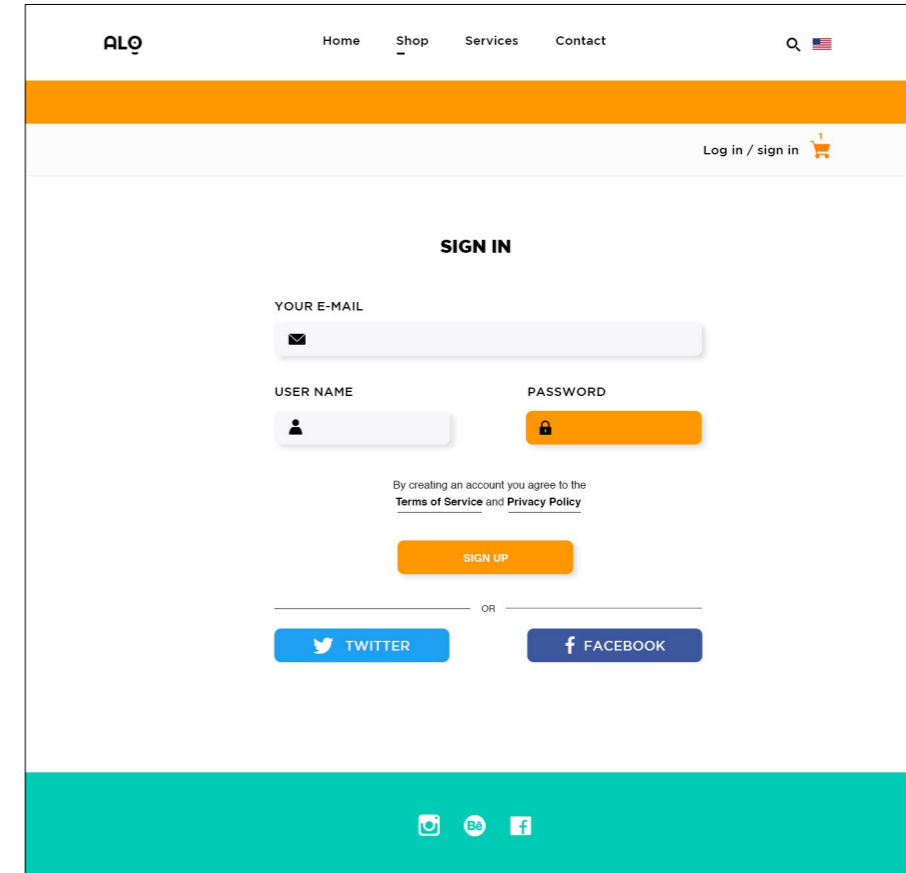 ALO
Home Shop Services Contact
Log in / sign in
1
SIGN IN
YOUR E-MAIL
USER NAME PASSWORD
By creating an account you agree to the
Terms of Service and Privacy Policy
SIGN UP
OR
TWITTER FACEBOOK
Bē